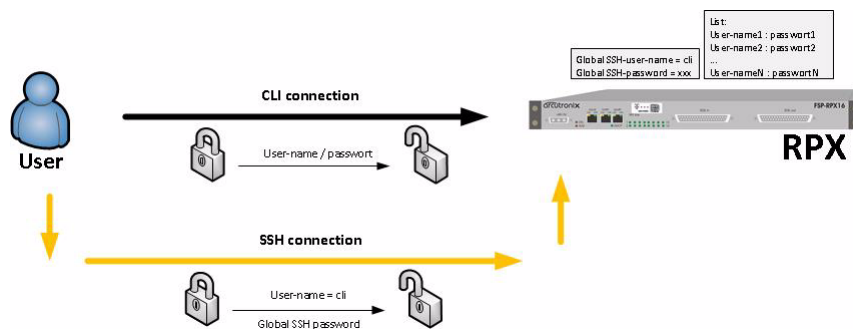 List:
User-name1 : passwort1
User-name2 : passwort2
...
User-nameN : passwortN
Global SSH-user-name = cli
Global SSH-password = xxx
CLI connection
arcutronix
FSP-RPX16
User
User-name / passwort
RPX
SSH connection
User-name = cli
Global SSH password